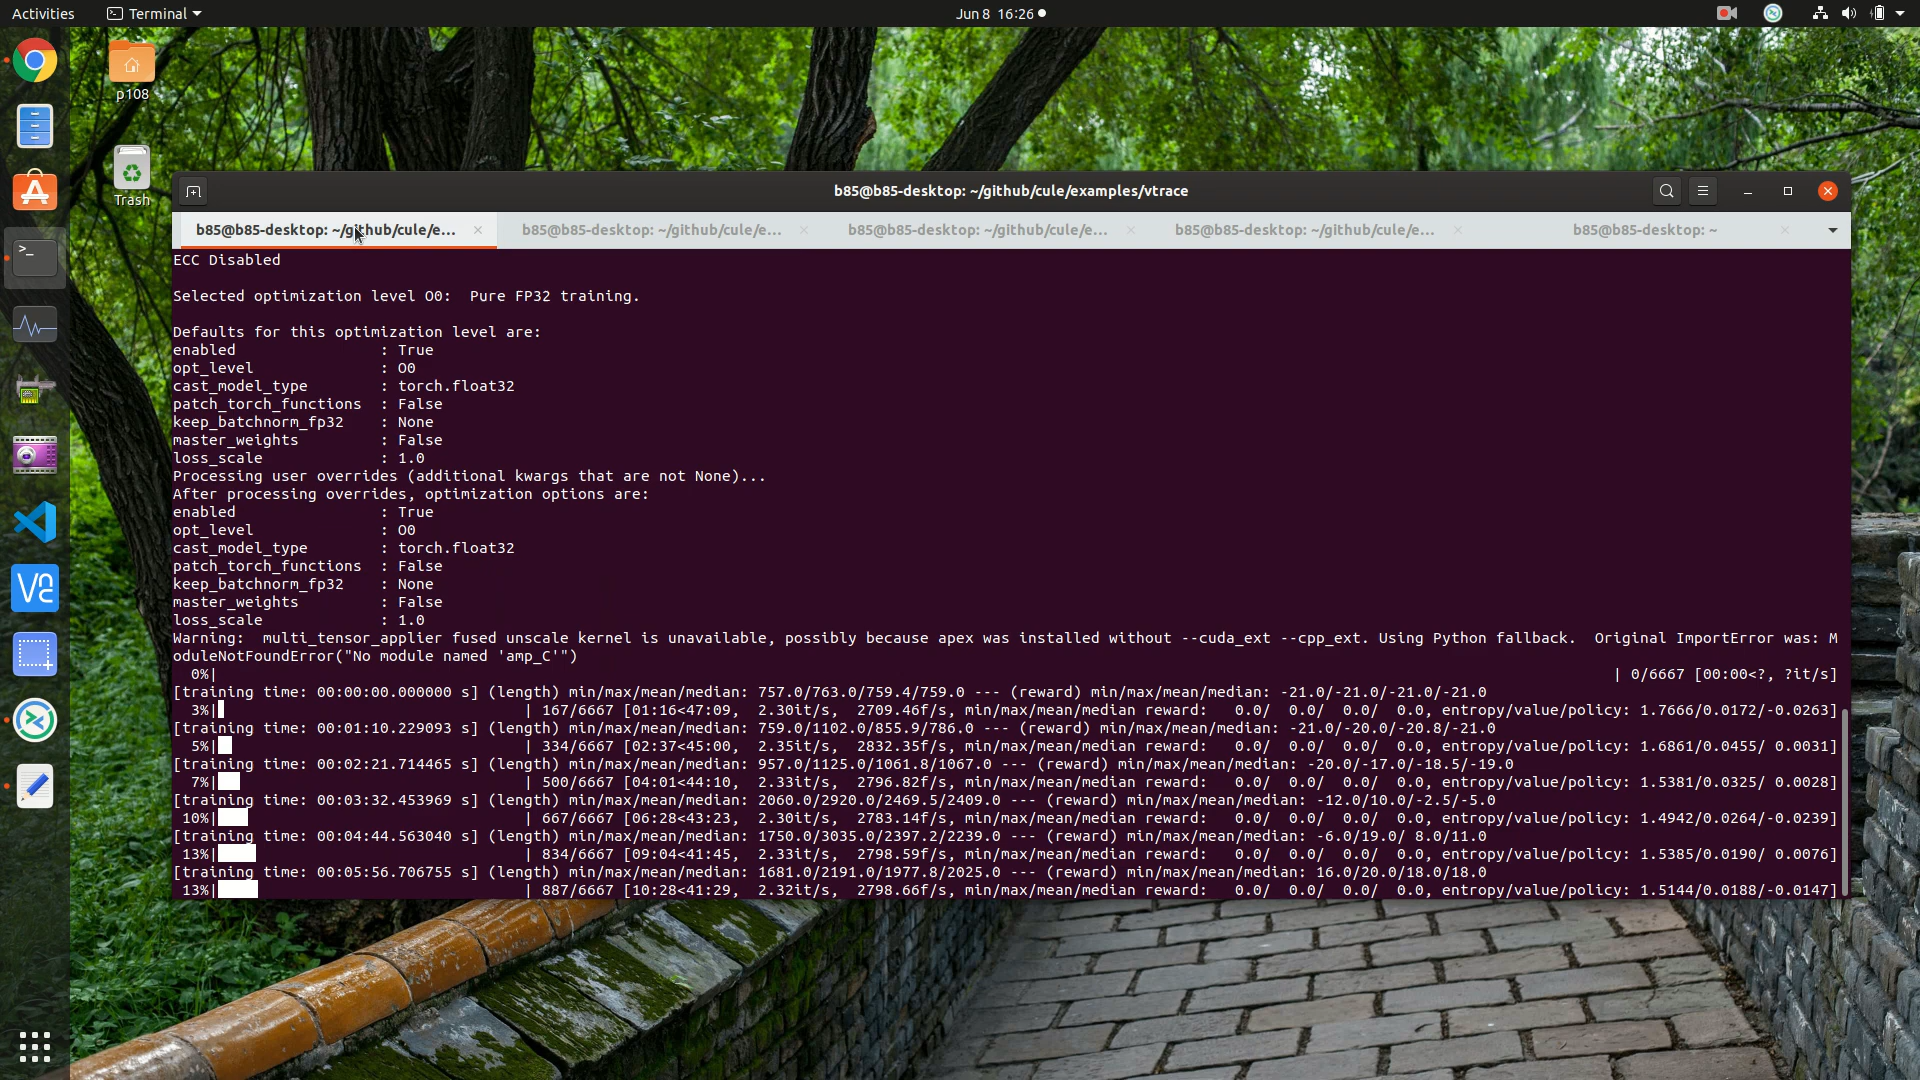 Activities
Terminal
Jun 8 16:26
p108
Trash
b85@b85-desktop: ~/github/cule/examples/vtrace
b85@b85-desktop: ~/github/cule/e...
b85@b85-desktop: ~/github/cule/e...
b85@b85-desktop: ~/github/cule/e...
b85@b85-desktop: ~/github/cule/e...
b85@b85-desktop: ~
ECC Disabled
Selected optimization level O0:  Pure FP32 training.
Defaults for this optimization level are:
enabled                : True
opt_level              : O0
cast_model_type        : torch.float32
patch_torch_functions  : False
keep_batchnorm_fp32    : None
master_weights         : False
loss_scale             : 1.0
Processing user overrides (additional kwargs that are not None)...
After processing overrides, optimization options are:
enabled                : True
opt_level              : O0
cast_model_type        : torch.float32
patch_torch_functions  : False
keep_batchnorm_fp32    : None
master_weights         : False
loss_scale             : 1.0
Warning:  multi_tensor_applier fused unscale kernel is unavailable, possibly because apex was installed without --cuda_ext --cpp_ext. Using Python fallback.  Original ImportError was: M
oduleNotFoundError("No module named 'amp_C'")
0%| | 0/6667 [00:00<?, ?it/s]
[training time: 00:00:00.000000 s] (length) min/max/mean/median: 757.0/763.0/759.4/759.0 --- (reward) min/max/mean/median: -21.0/-21.0/-21.0/-21.0
3%| | 167/6667 [01:16<47:09,  2.30it/s,  2709.46f/s, min/max/mean/median reward:   0.0/  0.0/  0.0/  0.0, entropy/value/policy: 1.7666/0.0172/-0.0263]
[training time: 00:01:10.229093 s] (length) min/max/mean/median: 759.0/1102.0/855.9/786.0 --- (reward) min/max/mean/median: -21.0/-20.0/-20.8/-21.0
5%| | 334/6667 [02:37<45:00,  2.35it/s,  2832.35f/s, min/max/mean/median reward:   0.0/  0.0/  0.0/  0.0, entropy/value/policy: 1.6861/0.0455/ 0.0031]
[training time: 00:02:21.714465 s] (length) min/max/mean/median: 957.0/1125.0/1061.8/1067.0 --- (reward) min/max/mean/median: -20.0/-17.0/-18.5/-19.0
7%| | 500/6667 [04:01<44:10,  2.33it/s,  2796.82f/s, min/max/mean/median reward:   0.0/  0.0/  0.0/  0.0, entropy/value/policy: 1.5381/0.0325/ 0.0028]
[training time: 00:03:32.453969 s] (length) min/max/mean/median: 2060.0/2920.0/2469.5/2409.0 --- (reward) min/max/mean/median: -12.0/10.0/-2.5/-5.0
10%| | 667/6667 [06:28<43:23,  2.30it/s,  2783.14f/s, min/max/mean/median reward:   0.0/  0.0/  0.0/  0.0, entropy/value/policy: 1.4942/0.0264/-0.0239]
[training time: 00:04:44.563040 s] (length) min/max/mean/median: 1750.0/3035.0/2397.2/2239.0 --- (reward) min/max/mean/median: -6.0/19.0/ 8.0/11.0
13%| | 834/6667 [09:04<41:45,  2.33it/s,  2798.59f/s, min/max/mean/median reward:   0.0/  0.0/  0.0/  0.0, entropy/value/policy: 1.5385/0.0190/ 0.0076]
[training time: 00:05:56.706755 s] (length) min/max/mean/median: 1681.0/2191.0/1977.8/2025.0 --- (reward) min/max/mean/median: 16.0/20.0/18.0/18.0
13%| | 887/6667 [10:28<41:29,  2.32it/s,  2798.66f/s, min/max/mean/median reward:   0.0/  0.0/  0.0/  0.0, entropy/value/policy: 1.5144/0.0188/-0.0147]